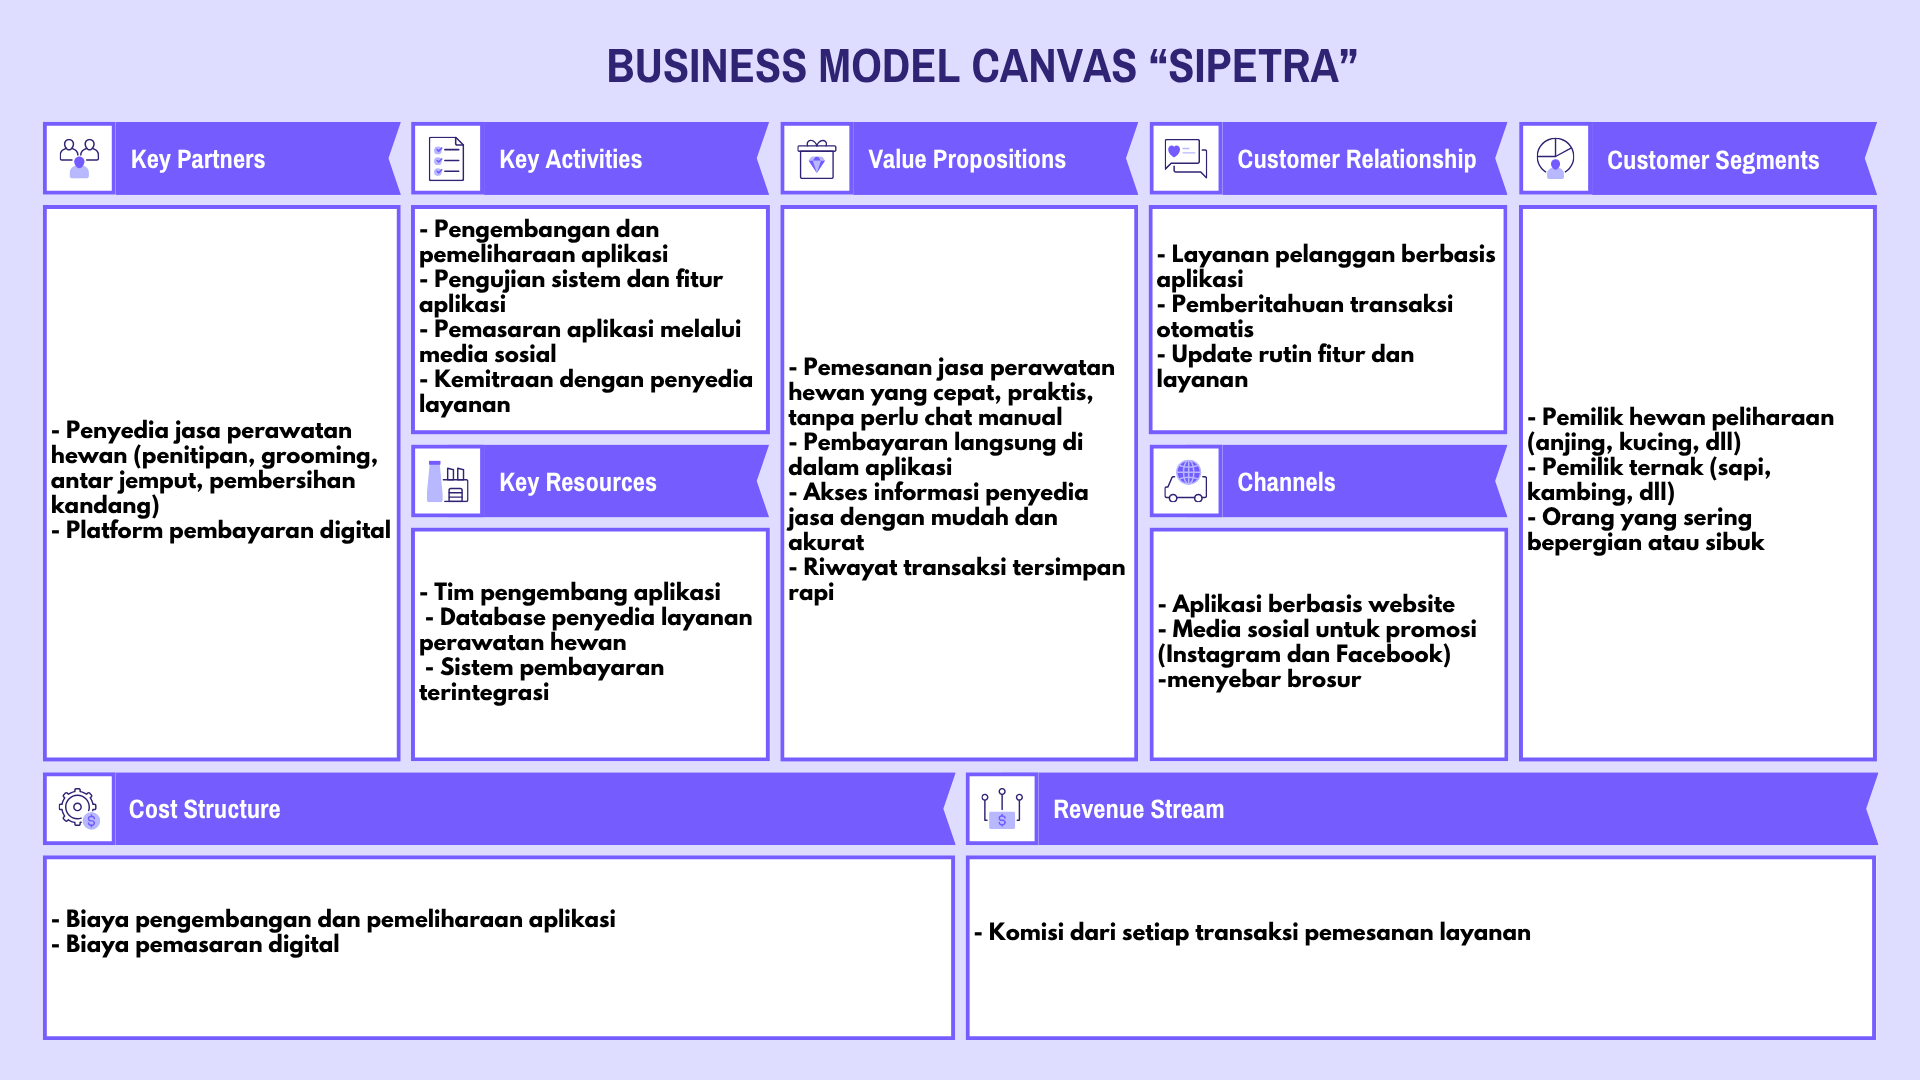 BUSINESS MODEL CANVAS “SIPETRA”
Key Partners
- Penyedia jasa perawatan
hewan (penitipan, grooming,
antar jemput, pembersihan
kandang)
- Platform pembayaran digital
Key Activities
- Pengembangan dan
pemeliharaan aplikasi
- Pengujian sistem dan fitur
aplikasi
- Pemasaran aplikasi melalui
media sosial
- Kemitraan dengan penyedia
layanan
Key Resources
- Tim pengembang aplikasi
- Database penyedia layanan
perawatan hewan
- Sistem pembayaran
terintegrasi
Value Propositions
- Pemesanan jasa perawatan
hewan yang cepat, praktis,
tanpa perlu chat manual
- Pembayaran langsung di
dalam aplikasi
- Akses informasi penyedia
jasa dengan mudah dan
akurat
- Riwayat transaksi tersimpan
rapi
Customer Relationship
- Layanan pelanggan berbasis
aplikasi
- Pemberitahuan transaksi
otomatis
- Update rutin fitur dan
layanan
Channels
- Aplikasi berbasis website
- Media sosial untuk promosi
(Instagram dan Facebook)
-menyebar brosur
Customer Segments
- Pemilik hewan peliharaan
(anjing, kucing, dll)
- Pemilik ternak (sapi,
kambing, dll)
- Orang yang sering
bepergian atau sibuk
Cost Structure
- Biaya pengembangan dan pemeliharaan aplikasi
- Biaya pemasaran digital
Revenue Stream
- Komisi dari setiap transaksi pemesanan layanan